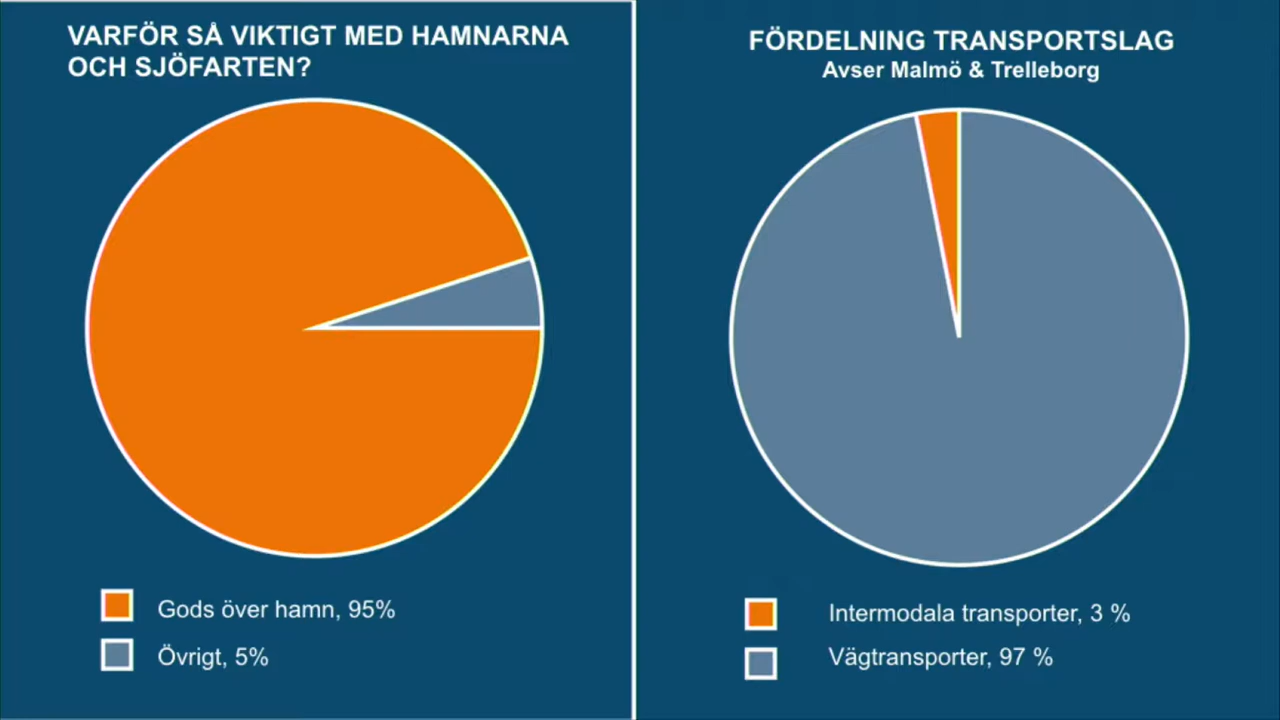 VARFÖR SÅ VIKTIGT MED HAMNARNA
OCH SJÖFARTEN?
Gods över hamn, 95%
Övrigt, 5%
FÖRDELNING TRANSPORTSLAG
Avser Malmö & Trelleborg
Intermodala transporter, 3 %
Vägtransporter, 97 %